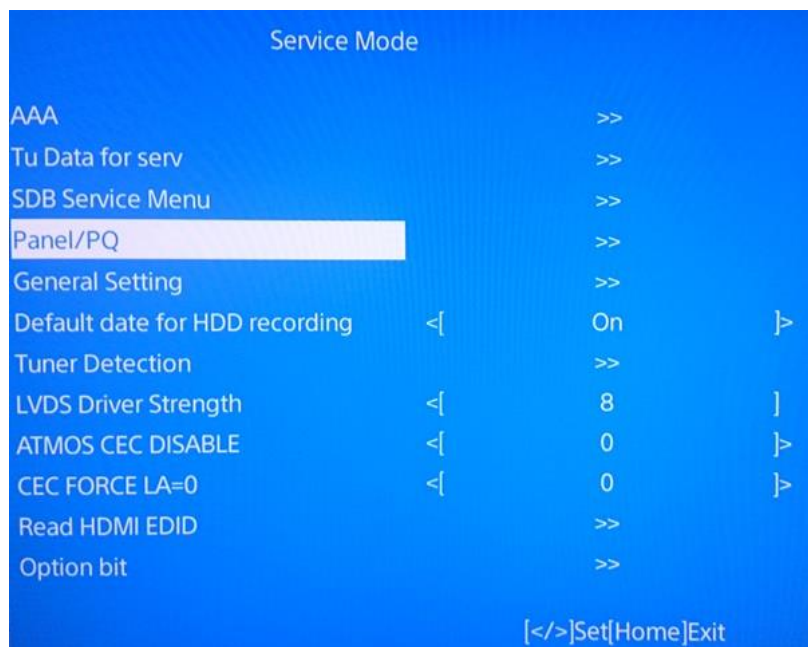 Service Mode
AAA >>
Tu Data for serv >>
SDB Service Menu >>
Panel/PQ >>
General Setting >>
Default date for HDD recording <[ On ]>
Tuner Detection >>
LVDS Driver Strength <[ 8 ]
ATMOS CEC DISABLE <[ 0 ]>
CEC FORCE LA=0 <[ 0 ]>
Read HDMI EDID >>
Option bit >>
[</>]Set[Home]Exit